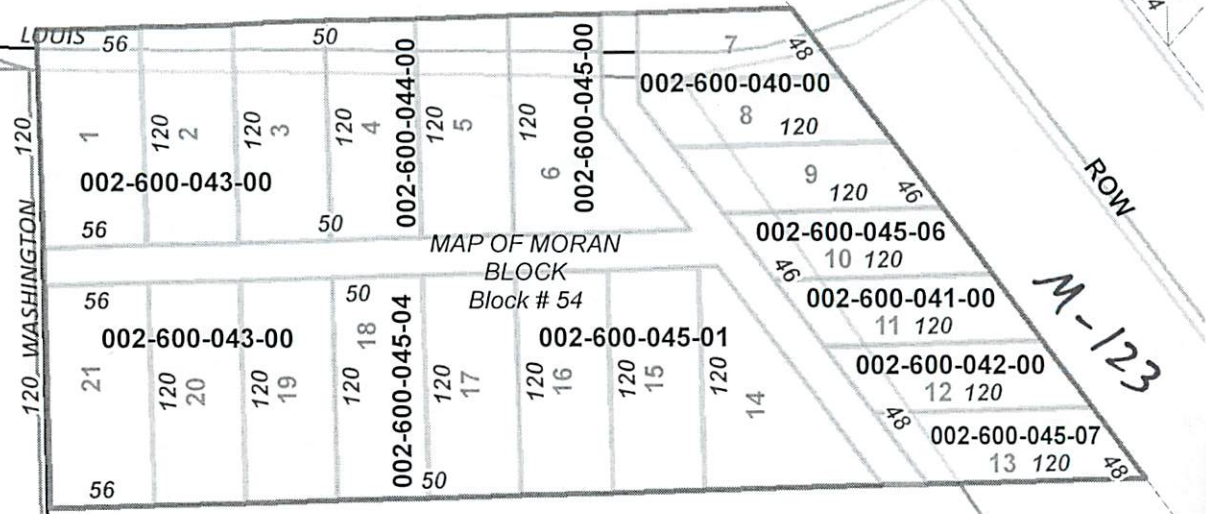 LOUIS 56 50 7 48 4
002-600-040-00
120 1 120 2 120 3 120 4 120 5 120 6 8 120
002-600-044-00
002-600-045-00
002-600-043-00
9 120 46
ROW
56 50
MAP OF MORAN
BLOCK
Block # 54
002-600-045-06
46 10 120
WASHINGTON
56 50
002-600-041-00
11 120
M-123
002-600-043-00
18
002-600-045-04
002-600-045-01
002-600-042-00
12 120
120 21 120 20 120 19 120 120 17 120 16 120 15 120 14
48
002-600-045-07
13 120 48
56 50